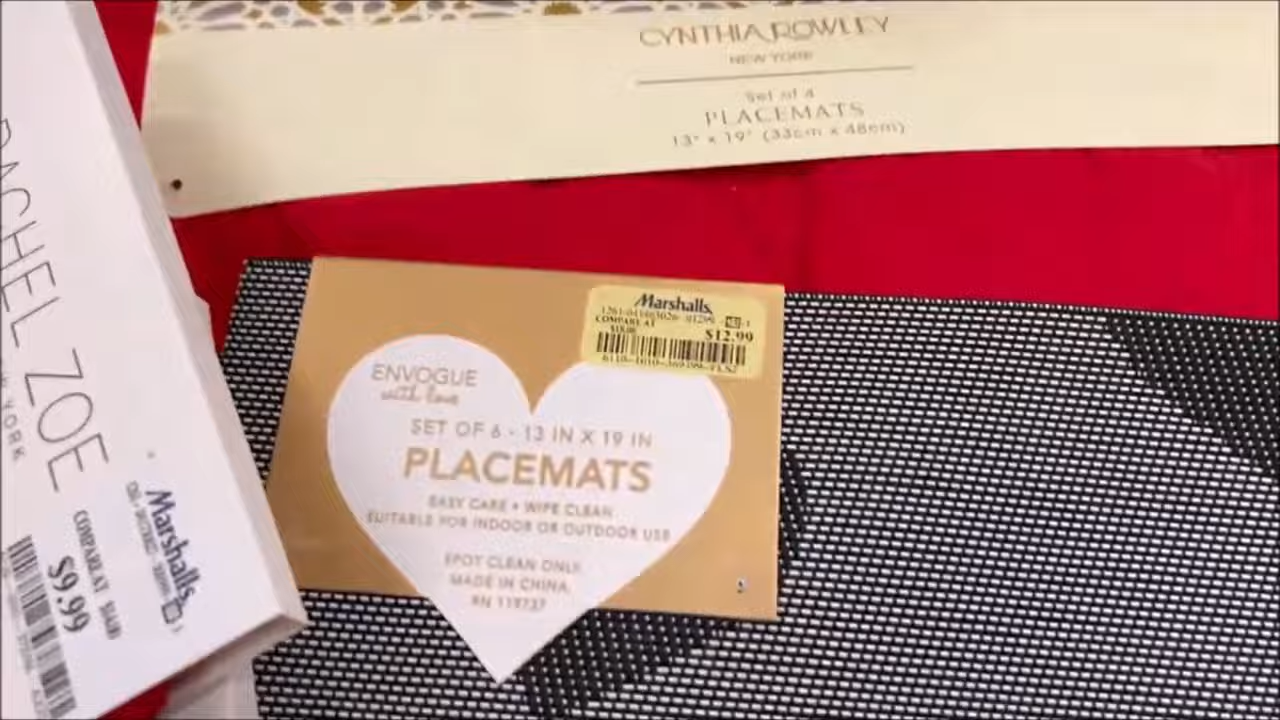 CYNTHIA ROWLEY
NEW YORK
Set of 4
PLACEMATS
13" x 19" (33cm x 48cm)
RACHEL ZOE
YORK
Marshalls
COMPARE AT
$9.99
Marshalls
COMPARE AT
$12.99
ENVOGUE
with love
SET OF 6 - 13 IN X 19 IN
PLACEMATS
EASY CARE • WIPE CLEAN
SUITABLE FOR INDOOR OR OUTDOOR USE
SPOT CLEAN ONLY
MADE IN CHINA
RN 119737